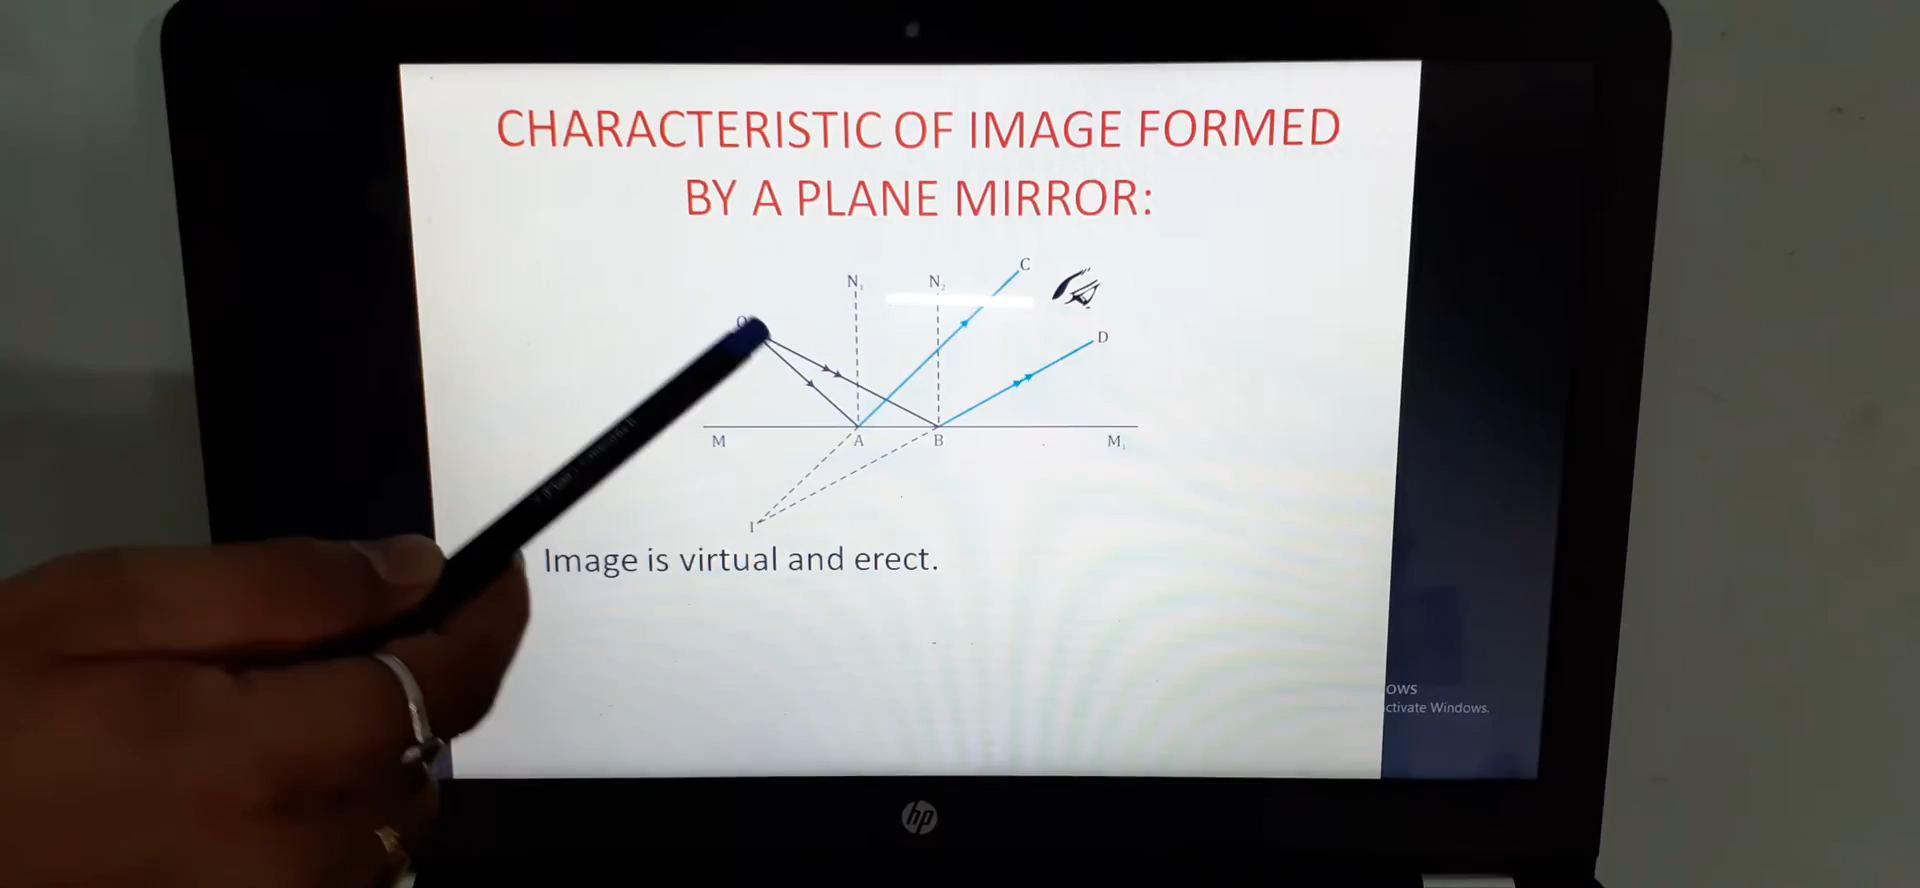 CHARACTERISTIC OF IMAGE FORMED
BY A PLANE MIRROR:
N₁ N₂ C
D
M A B M₁
I
Image is virtual and erect.
ows
ctivate Windows.
hp